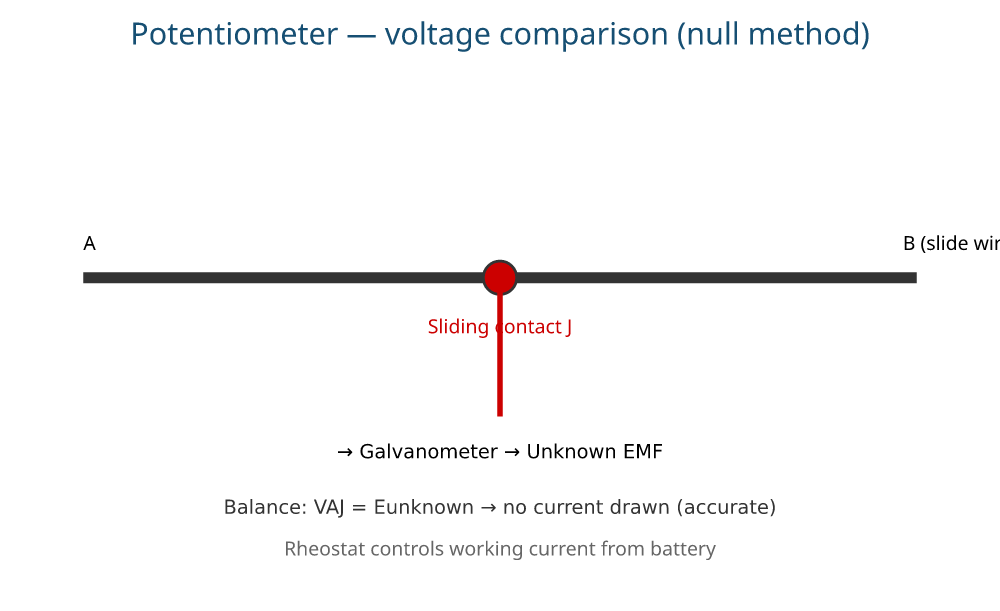 Potentiometer — voltage comparison (null method)
A
B (slide
Sliding contact J
→ Galvanometer → Unknown EMF
Balance: VAJ = Eunknown → no current drawn (accurate)
Rheostat controls working current from battery